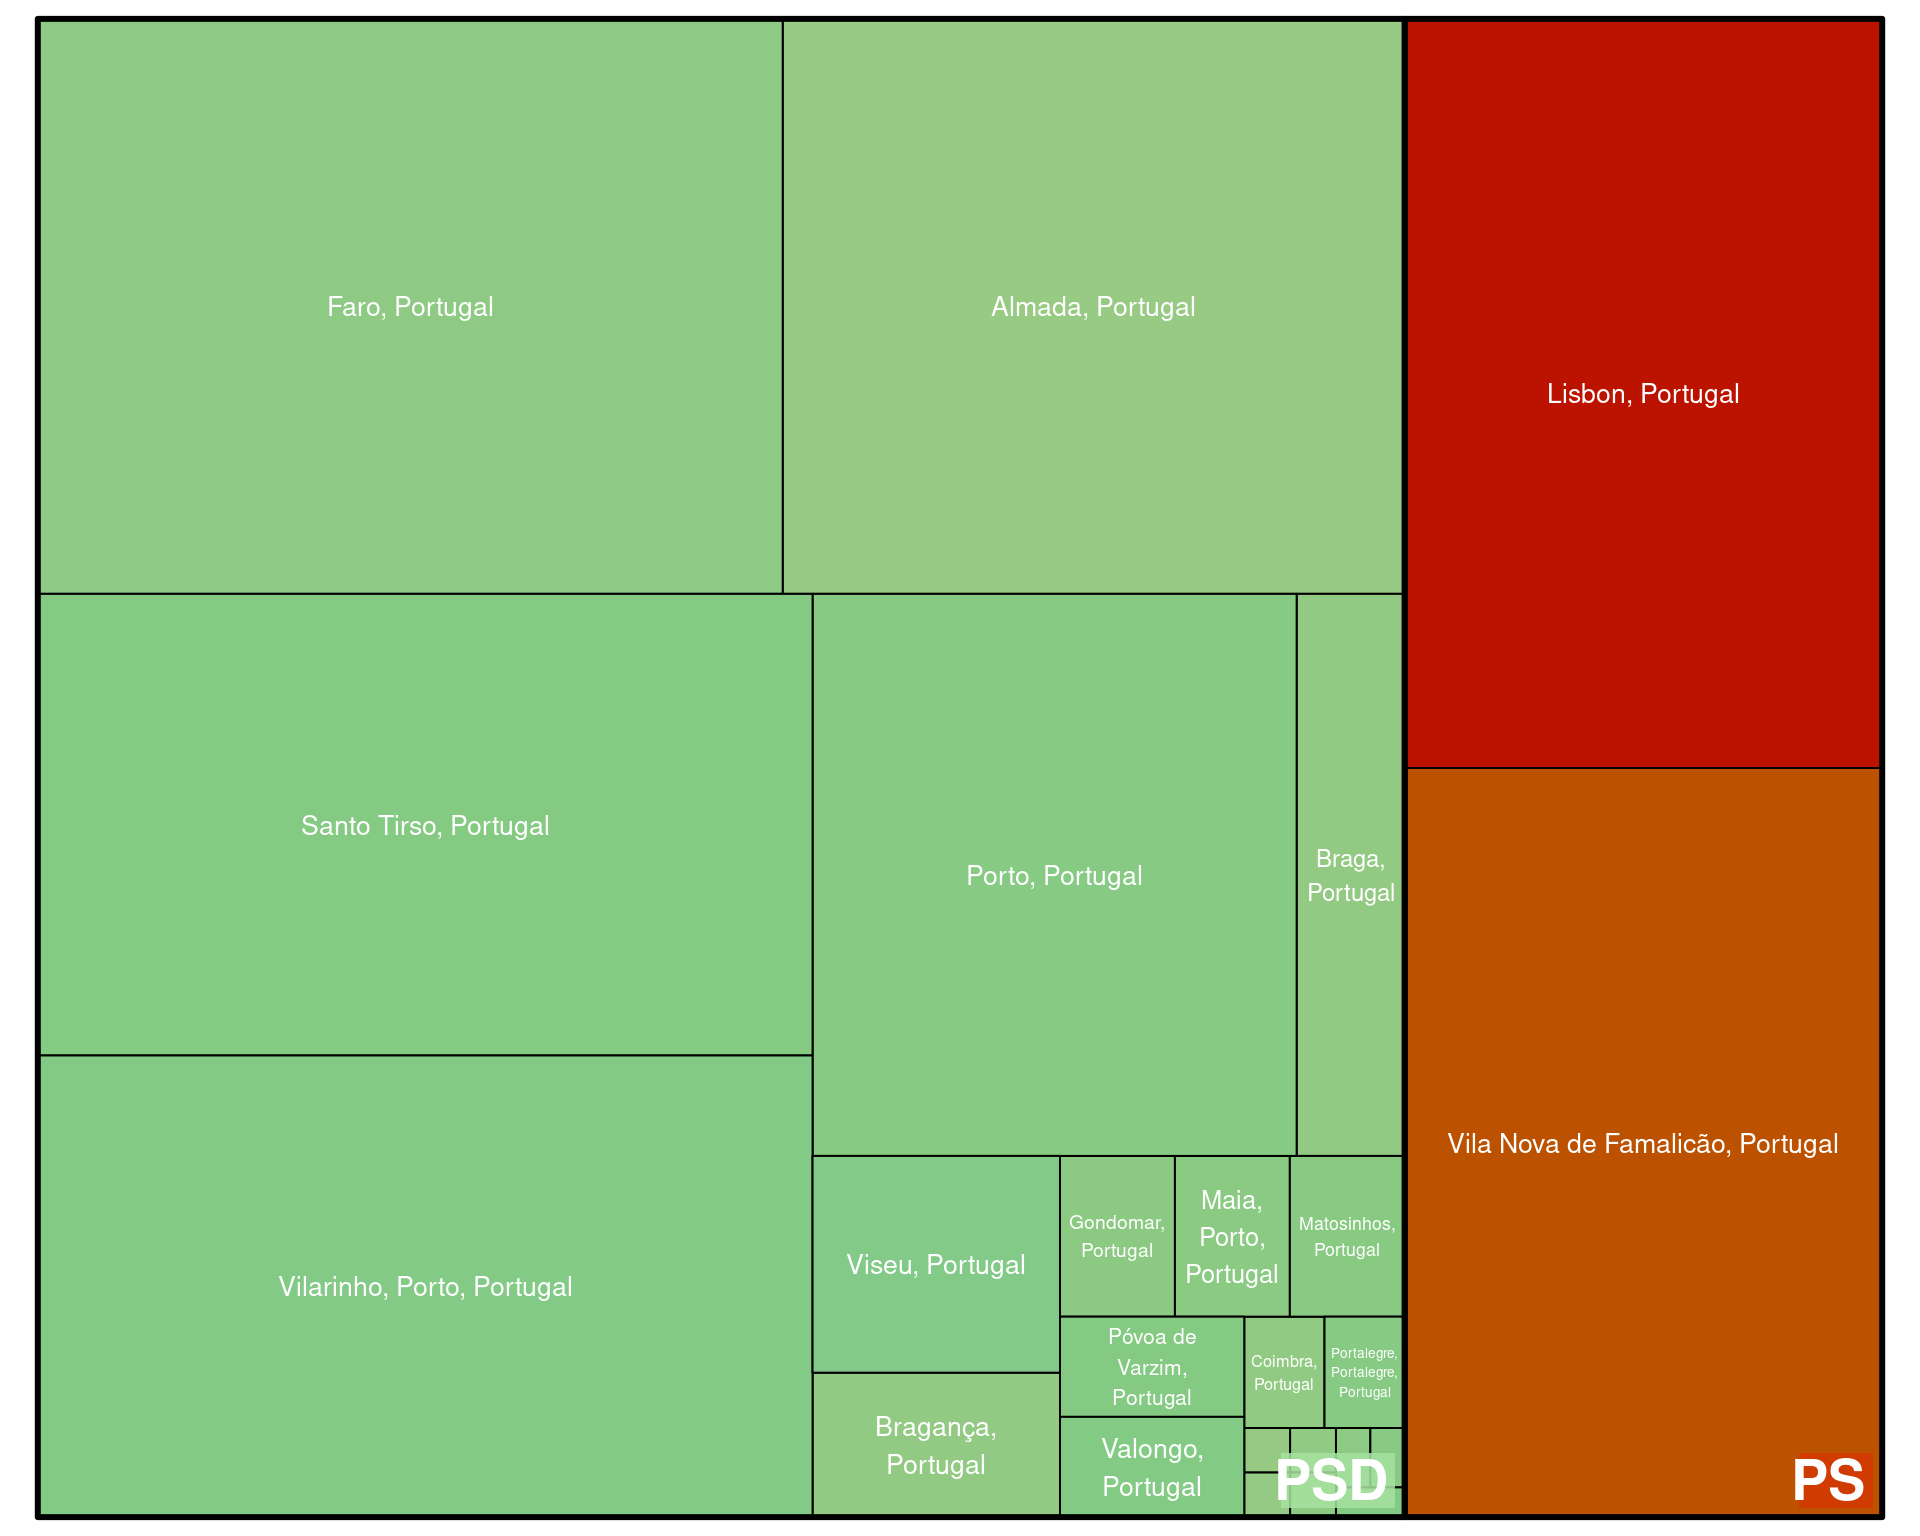 Faro, Portugal
Almada, Portugal
Lisbon, Portugal
Santo Tirso, Portugal
Porto, Portugal
Braga,
Portugal
Vila Nova de Famalicão, Portugal
Vilarinho, Porto, Portugal
Viseu, Portugal
Gondomar,
Portugal
Maia,
Porto,
Portugal
Matosinhos,
Portugal
Póvoa de
Varzim,
Portugal
Coimbra,
Portugal
Portalegre,
Portalegre,
Portugal
Bragança,
Portugal
Valongo,
Portugal
PSD
PS